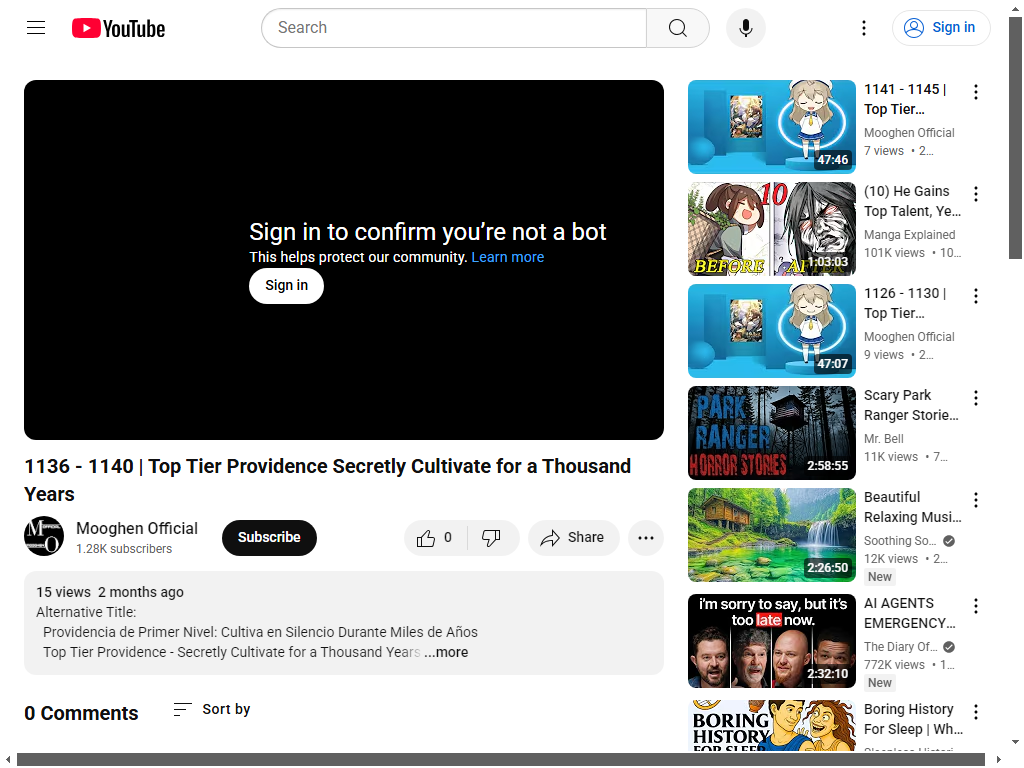 YouTube
Search
Sign in
Sign in to confirm you’re not a bot
This helps protect our community. Learn more
Sign in
1136 - 1140 | Top Tier Providence Secretly Cultivate for a Thousand
Years
Mooghen Official
1.28K subscribers
Subscribe
0
Share
15 views 2 months ago
Alternative Title:
Providencia de Primer Nivel: Cultiva en Silencio Durante Miles de Años
Top Tier Providence - Secretly Cultivate for a Thousand Years ...more
0 Comments
Sort by
47:46
1141 - 1145 |
Top Tier…
Mooghen Official
7 views • 2…
10
BEFORE
AFTER
1:03:03
(10) He Gains
Top Talent, Ye…
Manga Explained
101K views • 10…
47:07
1126 - 1130 |
Top Tier…
Mooghen Official
9 views • 2…
PARK
RANGER
HORROR STORIES
2:58:55
Scary Park
Ranger Storie…
Mr. Bell
11K views • 7…
2:26:50
Beautiful
Relaxing Musi…
Soothing So…
12K views • 2…
New
i'm sorry to say, but it's
too late now.
2:32:10
AI AGENTS
EMERGENCY…
The Diary Of…
772K views • 1…
New
BORING
HISTORY
FOR SLEEP
Boring History
For Sleep | Wh…